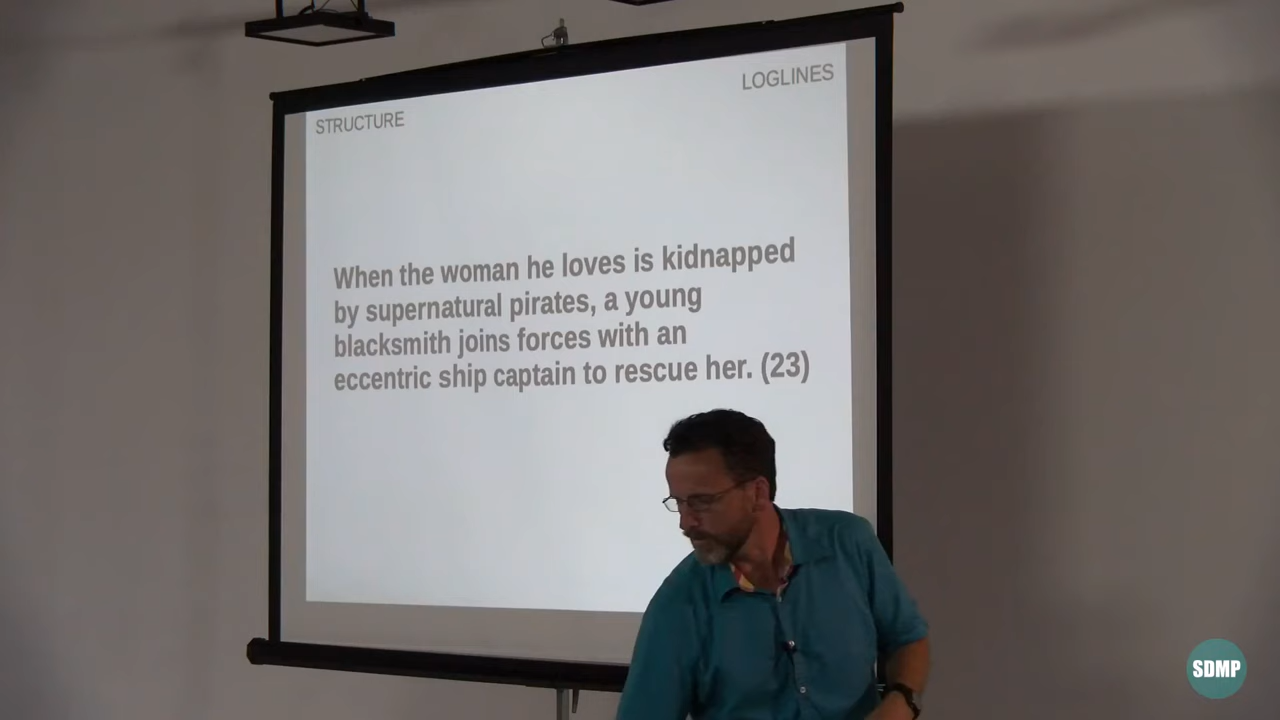 STRUCTURE
LOGLINES
When the woman he loves is kidnapped
by supernatural pirates, a young
blacksmith joins forces with an
eccentric ship captain to rescue her. (23)
SDMP